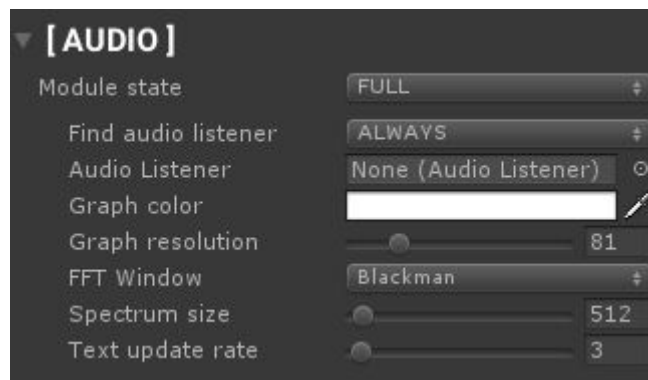 [ AUDIO ]
Module state FULL
Find audio listener ALWAYS
Audio Listener None (Audio Listener)
Graph color
Graph resolution 81
FFT Window Blackman
Spectrum size 512
Text update rate 3